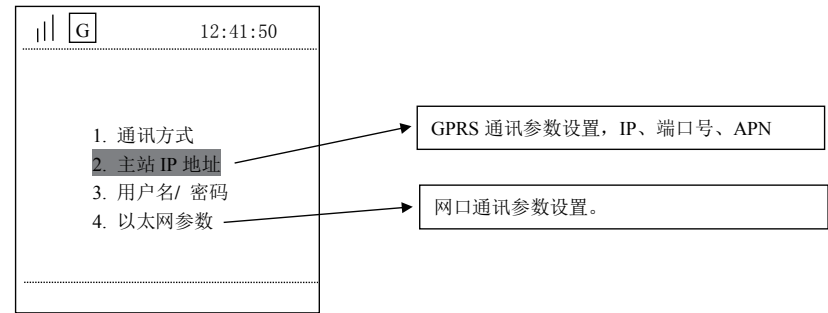 G 12:41:50
1. 通讯方式
2. 主站 IP 地址
3. 用户名/ 密码
4. 以太网参数
GPRS 通讯参数设置，IP、端口号、APN
网口通讯参数设置。